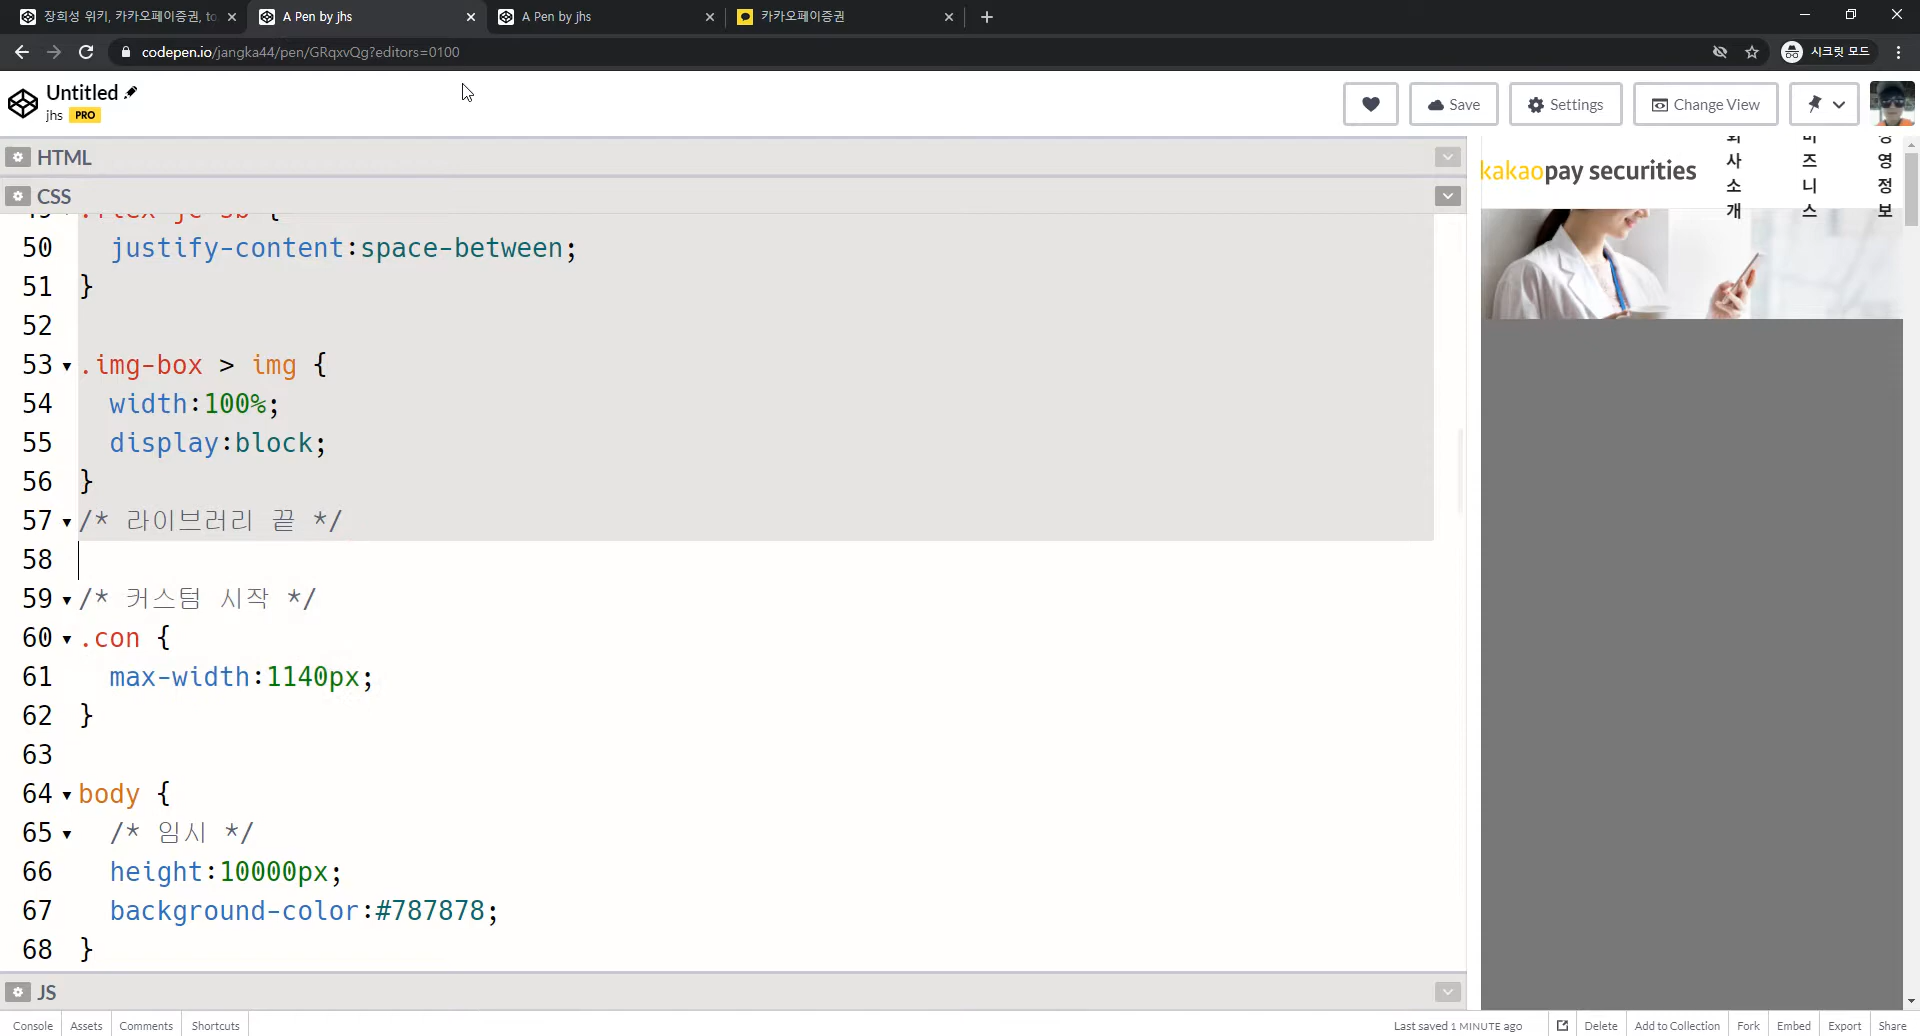 장희성 위키, 카카오페이증권, to
A Pen by jhs
A Pen by jhs
카카오페이증권
codepen.io/jangka44/pen/GRqxvQg?editors=0100
시크릿 모드
Untitled
jhs PRO
Save
Settings
Change View
HTML
CSS
50 justify-content:space-between;
51 }
52
53 .img-box > img {
54 width:100%;
55 display:block;
56 }
57 /* 라이브러리 끝 */
58
59 /* 커스텀 시작 */
60 .con {
61 max-width:1140px;
62 }
63
64 body {
65 /* 임시 */
66 height:10000px;
67 background-color:#787878;
68 }
JS
kakaopay securities
사
소
개
즈
니
스
영
정
보
Console Assets Comments Shortcuts
Last saved 1 MINUTE ago
Delete Add to Collection Fork Embed Export Share